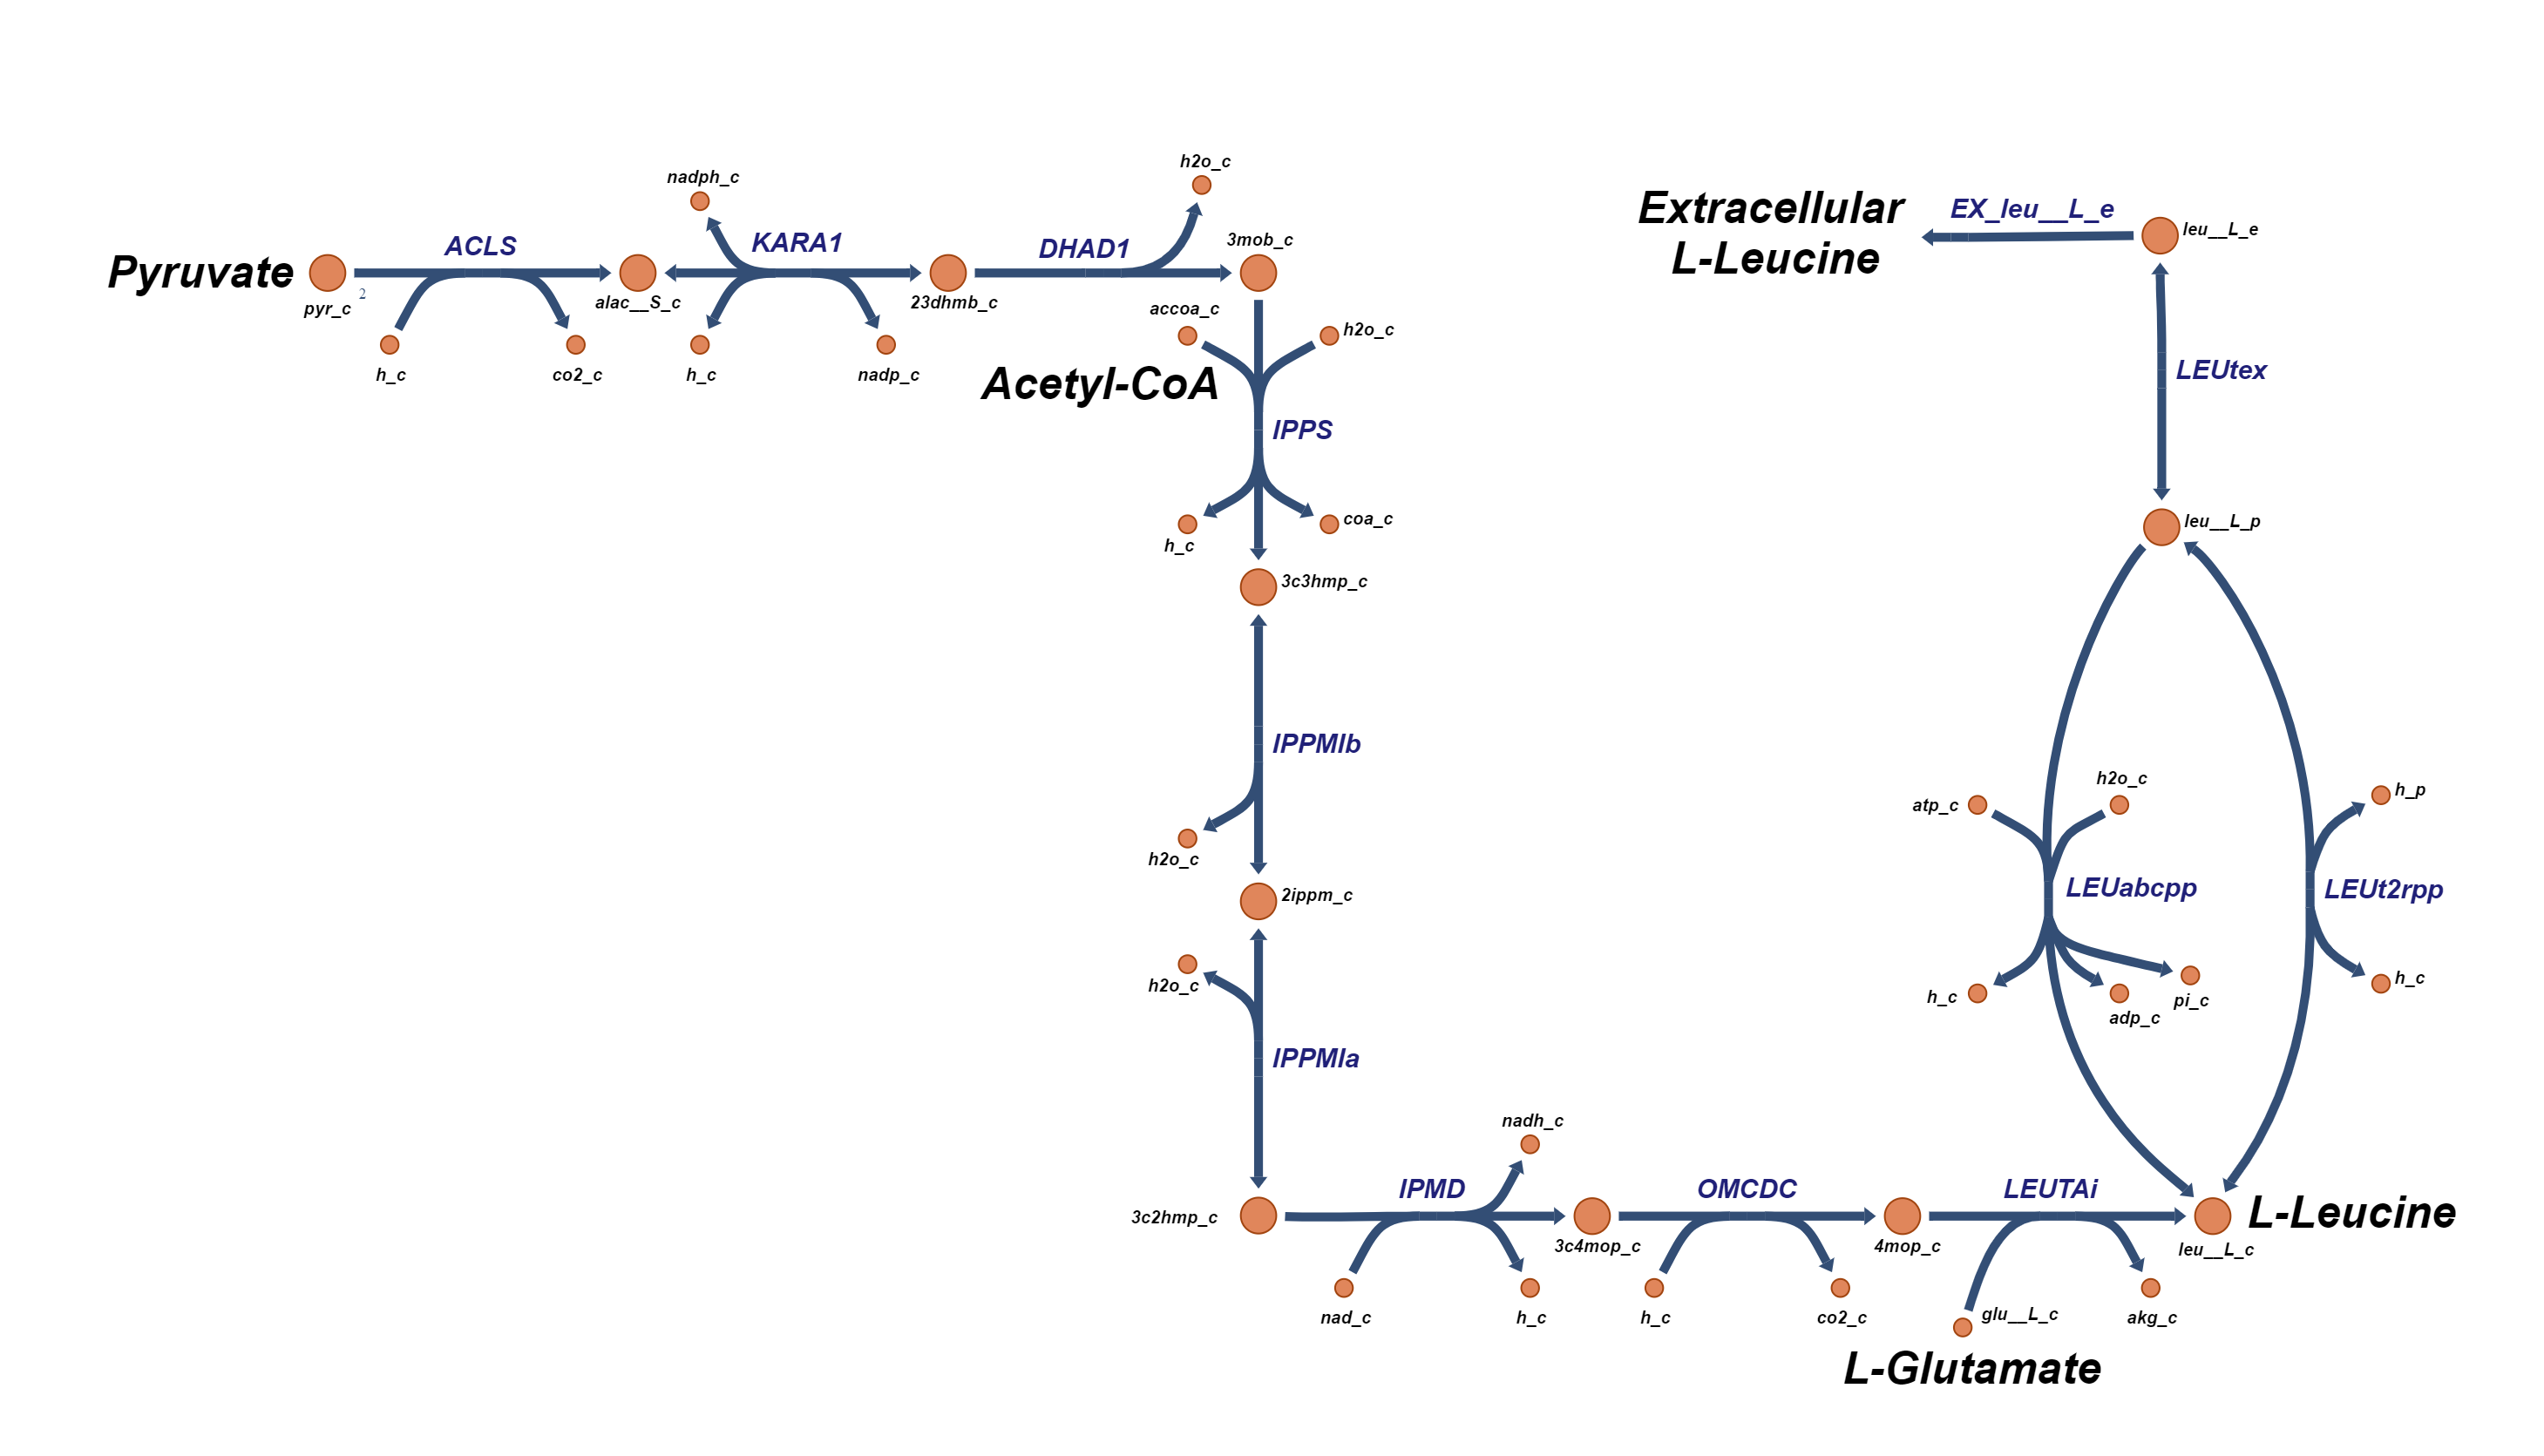 Pyruvate
pyr_c
2
ACLS
h_c
co2_c
alac__S_c
nadph_c
KARA1
h_c
nadp_c
23dhmb_c
DHAD1
h2o_c
3mob_c
accoa_c
h2o_c
Acetyl-CoA
IPPS
h_c
coa_c
3c3hmp_c
IPPMIb
h2o_c
2ippm_c
h2o_c
IPPMIa
3c2hmp_c
IPMD
nadh_c
nad_c
h_c
3c4mop_c
OMCDC
h_c
co2_c
4mop_c
LEUTAi
glu__L_c
L-Glutamate
akg_c
leu__L_c
L-Leucine
Extracellular
L-Leucine
EX_leu__L_e
leu__L_e
LEUtex
leu__L_p
atp_c
h2o_c
LEUabcpp
h_c
adp_c
pi_c
h_p
LEUt2rpp
h_c